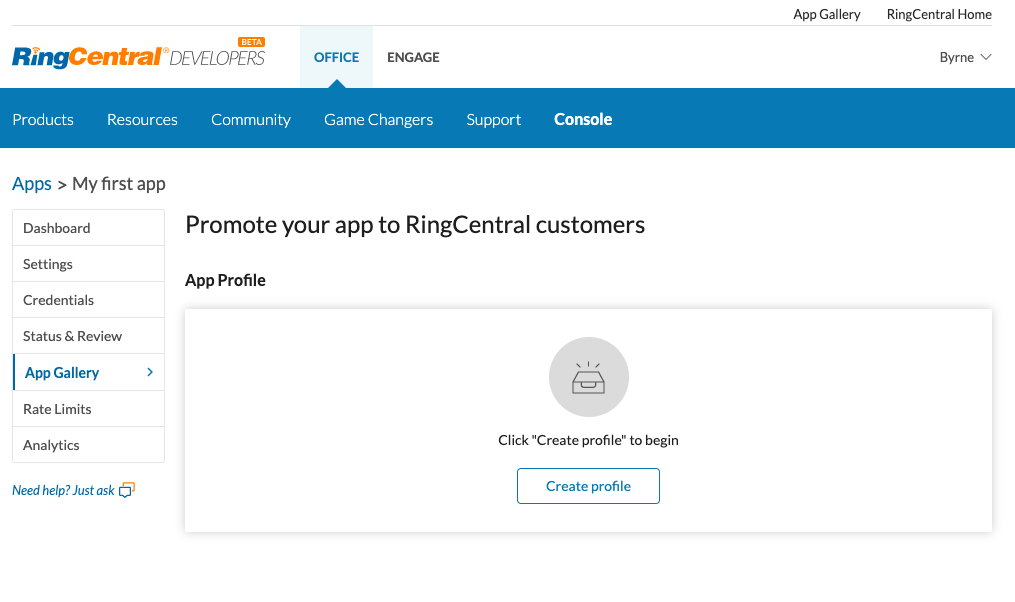 App Gallery RingCentral Home
RingCentral® DEVELOPERS BETA
OFFICE ENGAGE
Byrne
Products Resources Community Game Changers Support Console
Apps > My first app
Dashboard
Settings
Credentials
Status & Review
App Gallery
Rate Limits
Analytics
Need help? Just ask
Promote your app to RingCentral customers
App Profile
Click "Create profile" to begin
Create profile